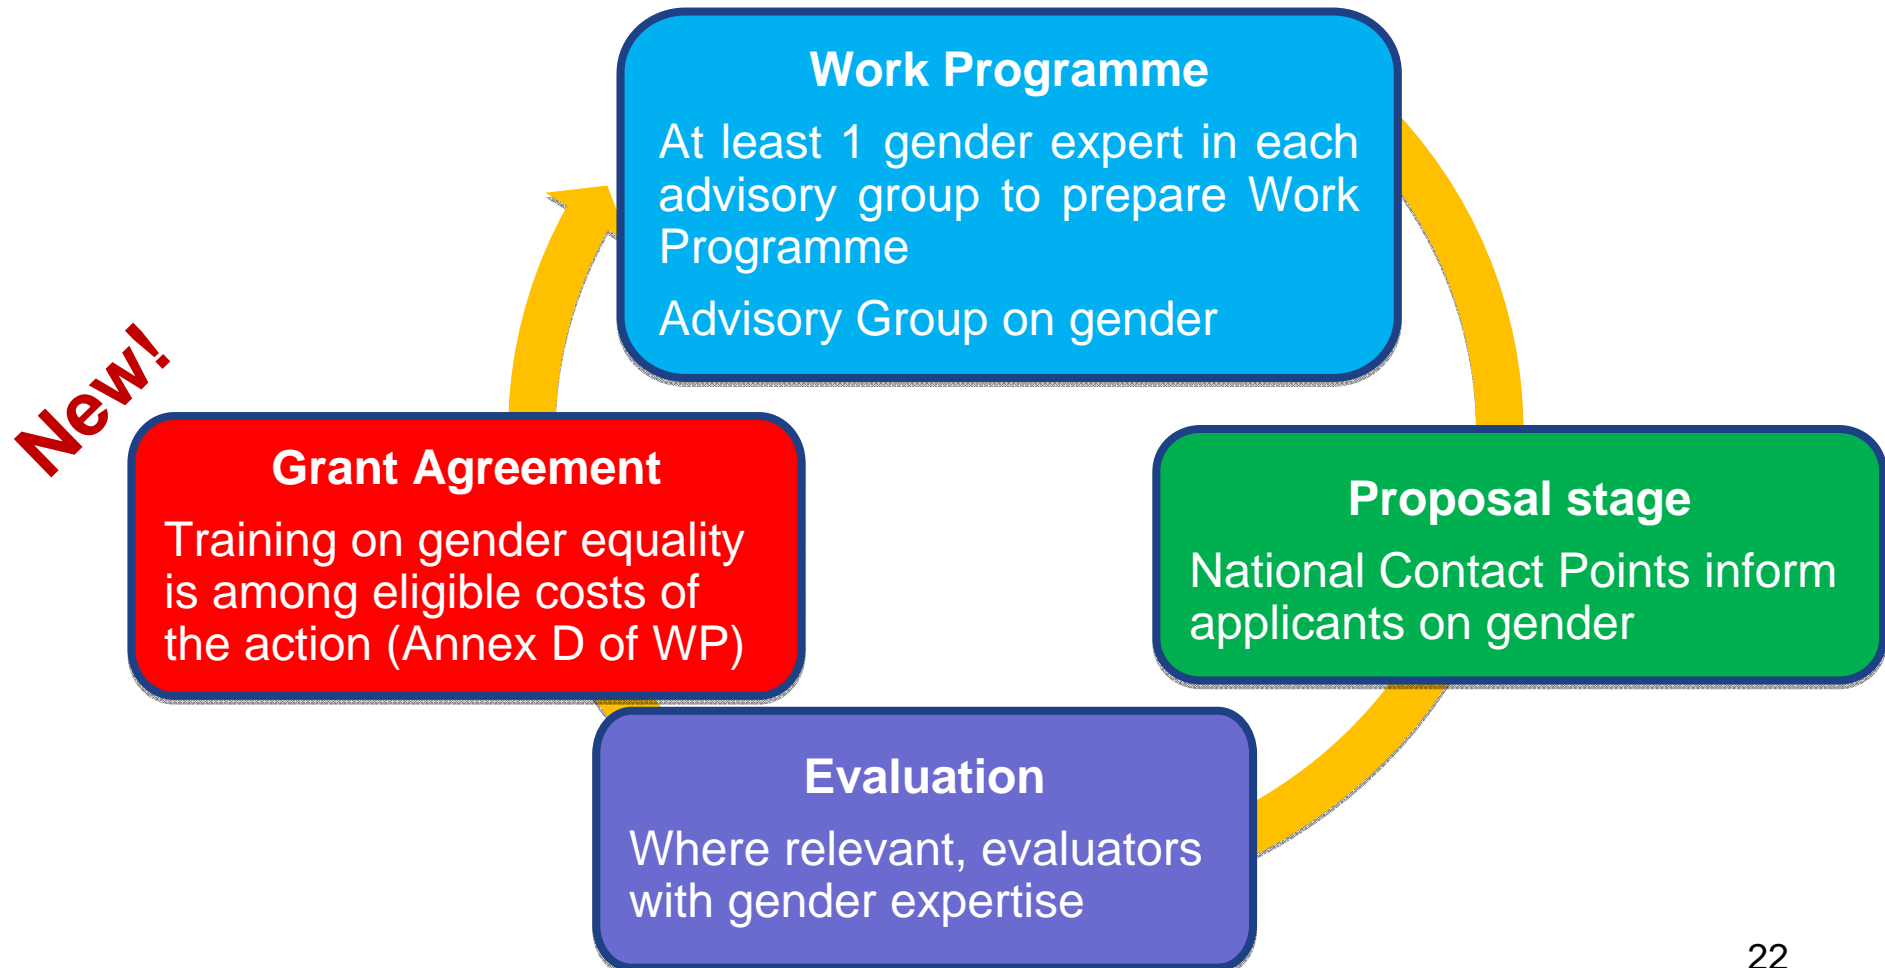 Work Programme
At least 1 gender expert in each
advisory group to prepare Work
Programme
Advisory Group on gender
New!
Grant Agreement
Training on gender equality
is among eligible costs of
the action (Annex D of WP)
Proposal stage
National Contact Points inform
applicants on gender
Evaluation
Where relevant, evaluators
with gender expertise
22